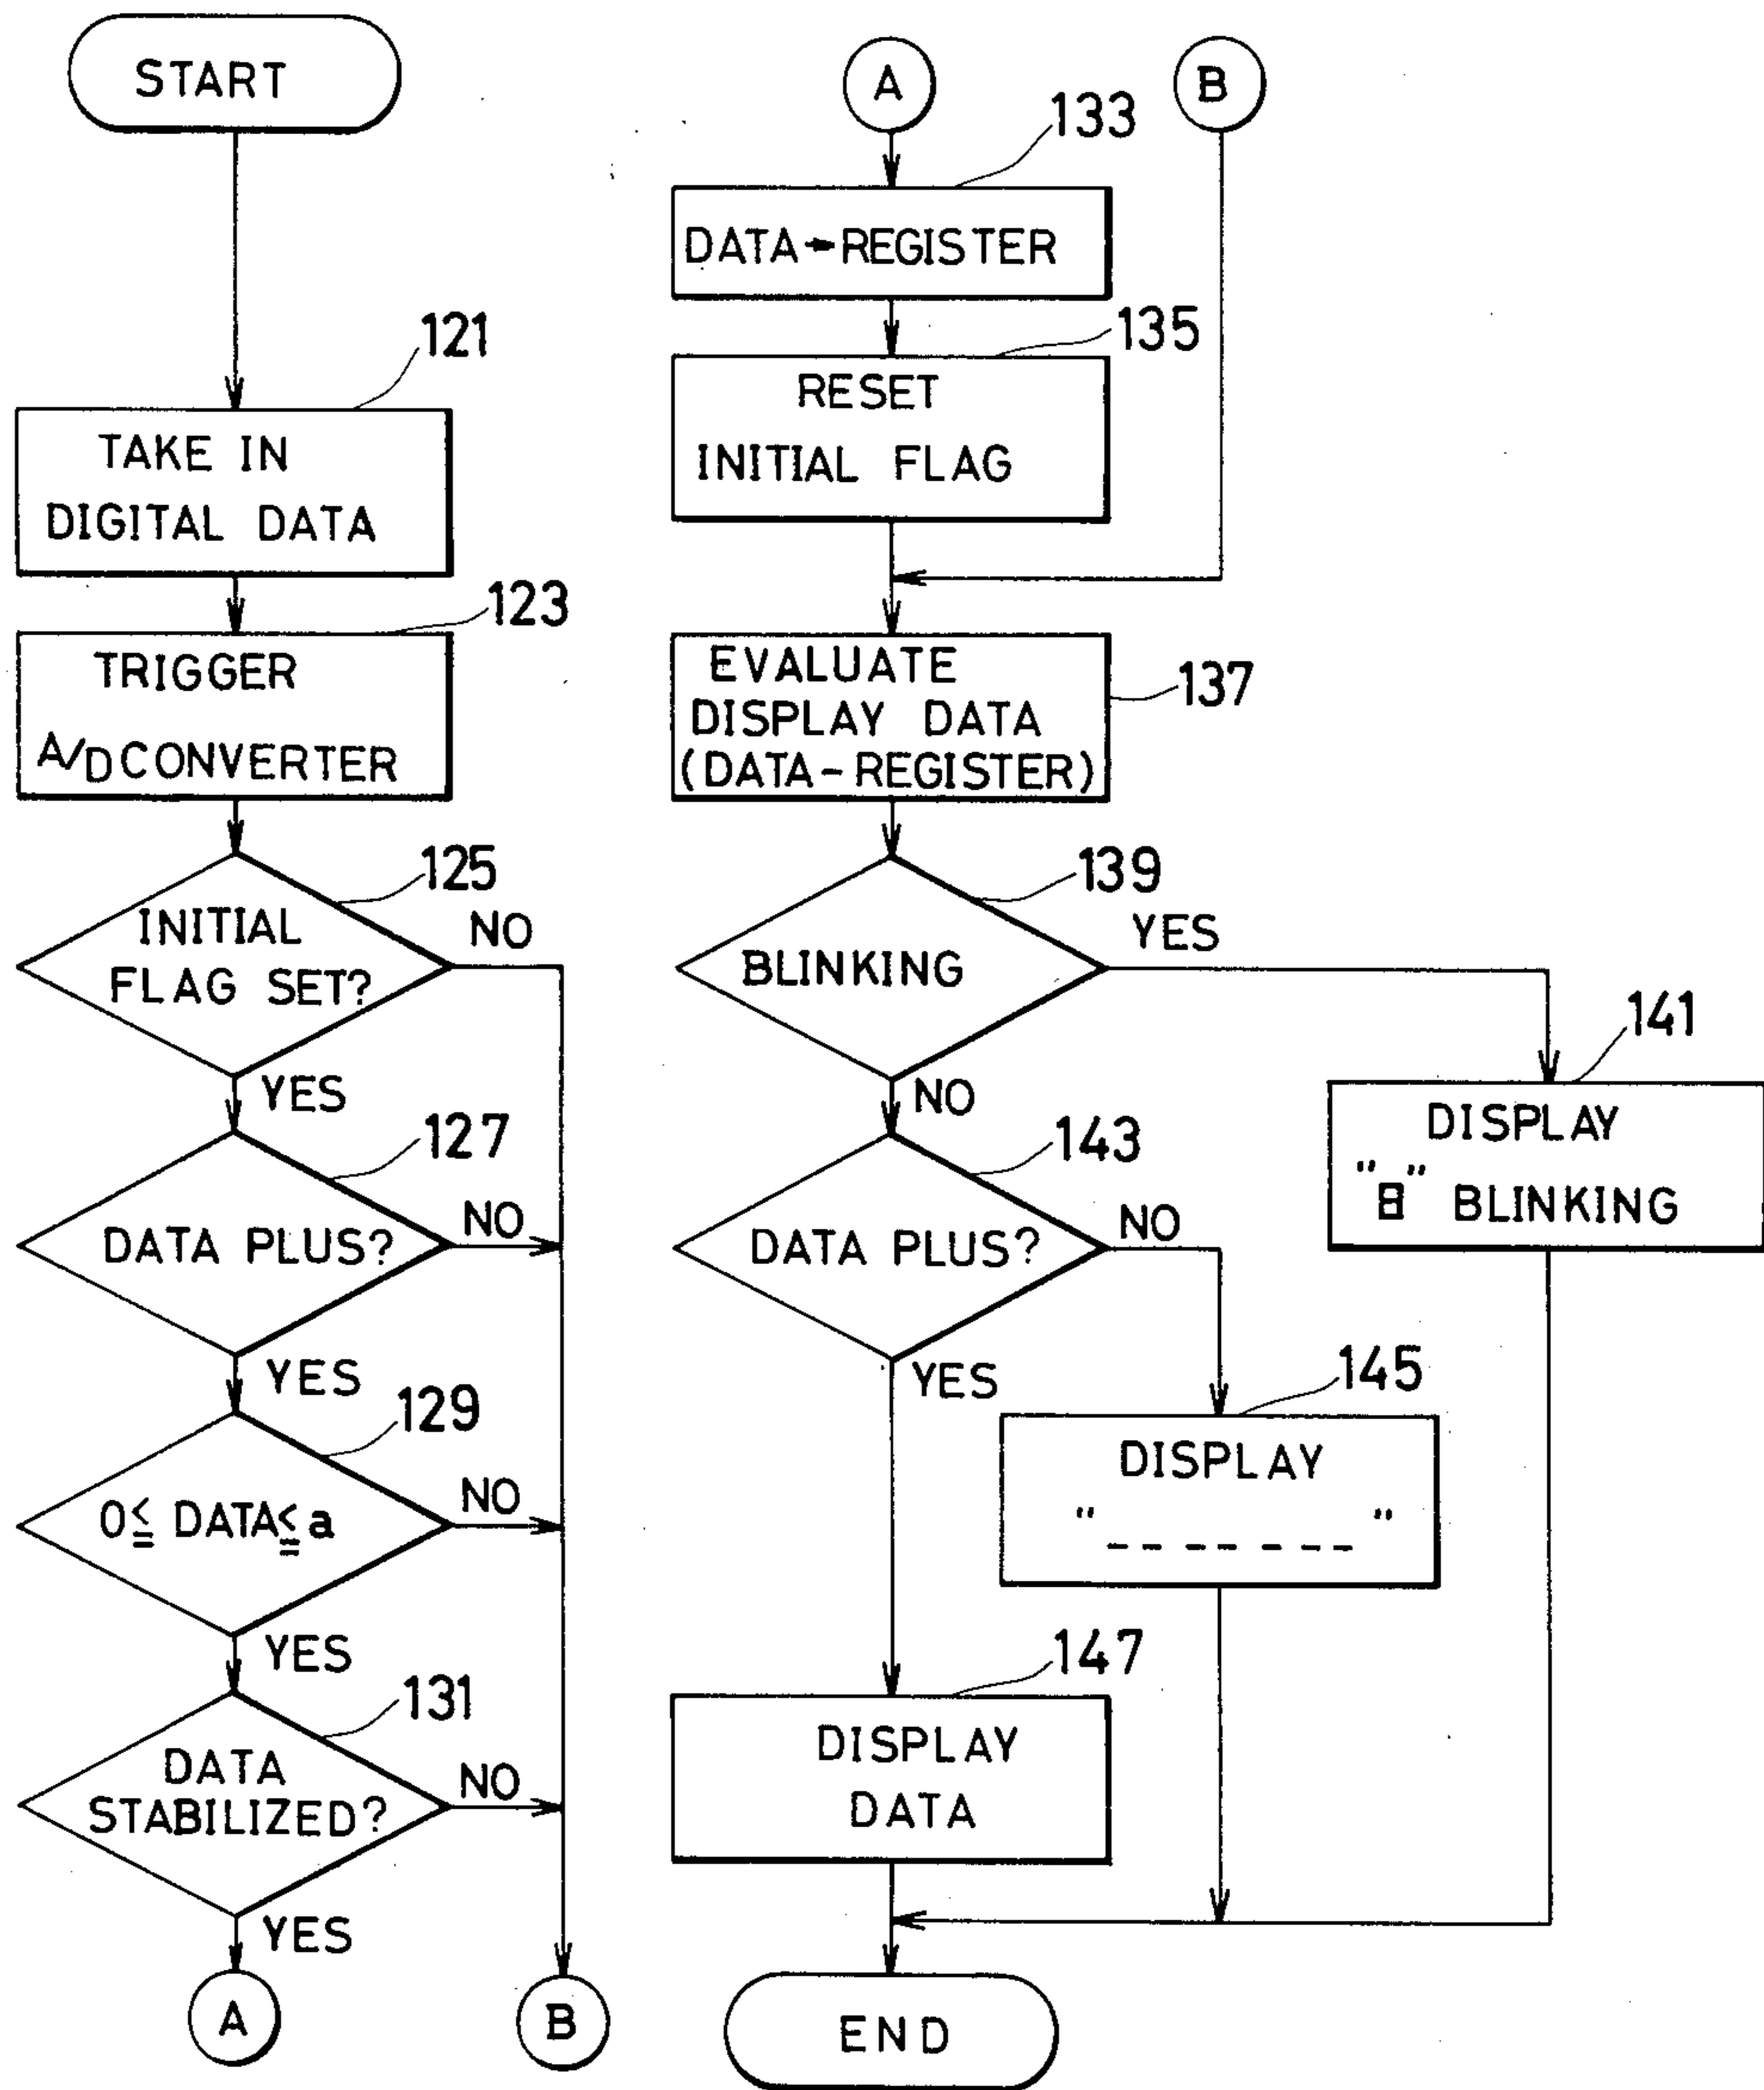 START
121
TAKE IN
DIGITAL DATA
123
TRIGGER
A/D CONVERTER
125
INITIAL
FLAG SET?
NO
YES
127
DATA PLUS?
NO
YES
129
0≦ DATA≦a
NO
YES
131
DATA
STABILIZED?
NO
YES
A
B
A
B
133
DATA→REGISTER
135
RESET
INITIAL FLAG
EVALUATE
DISPLAY DATA
(DATA-REGISTER)
137
139
BLINKING
YES
NO
141
DISPLAY
"8" BLINKING
143
DATA PLUS?
NO
YES
145
DISPLAY
"------"
147
DISPLAY
DATA
END